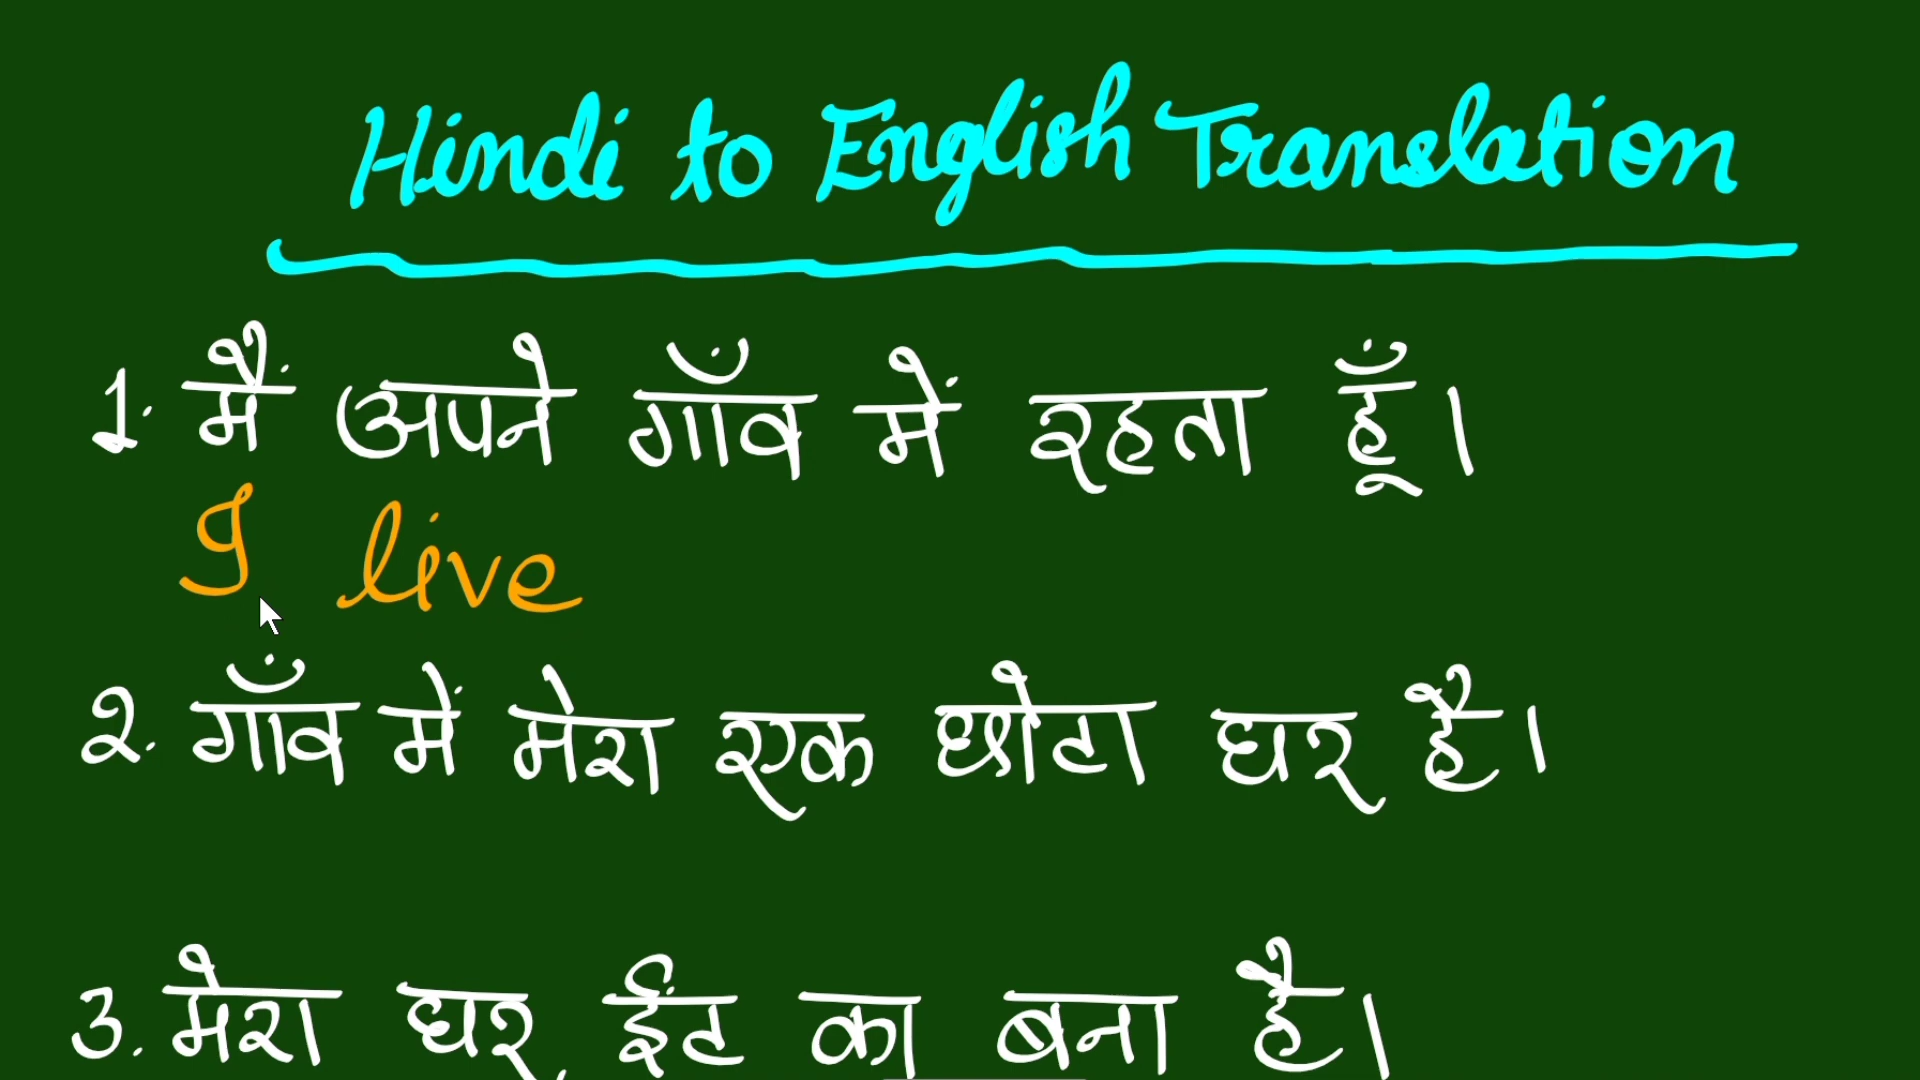 Hindi to English Translation
1. मैं अपने गाँव में रहता हूँ।
I live
2. गाँव में मेरा एक छोटा घर है।
3. मेरा घर ईंट का बना है।